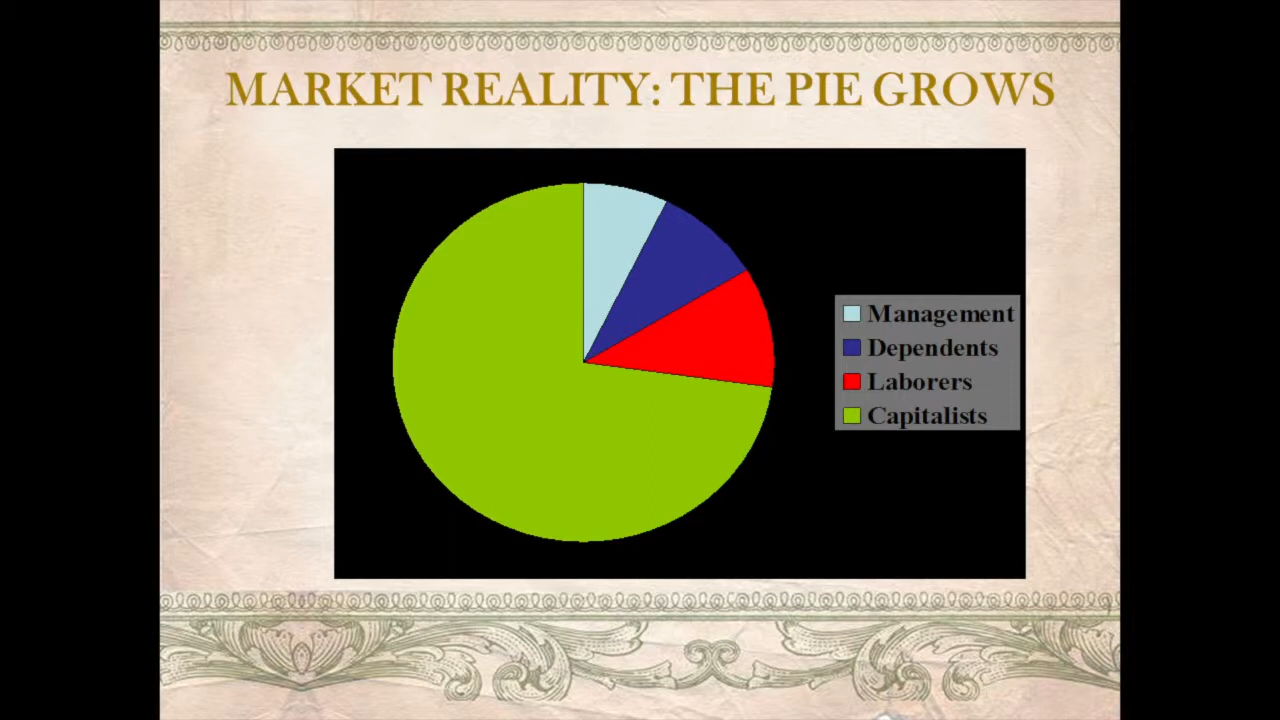 MARKET REALITY: THE PIE GROWS
Management
Dependents
Laborers
Capitalists